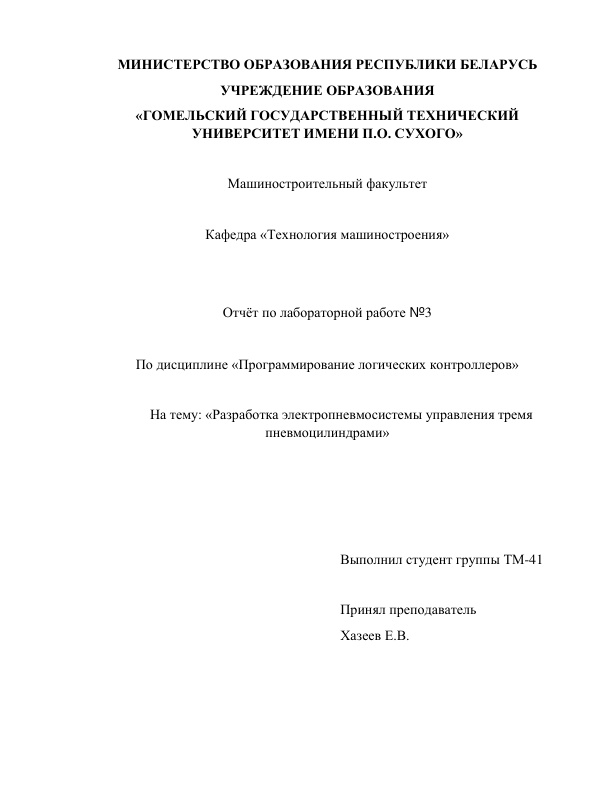 МИНИСТЕРСТВО ОБРАЗОВАНИЯ РЕСПУБЛИКИ БЕЛАРУСЬ
УЧРЕЖДЕНИЕ ОБРАЗОВАНИЯ
«ГОМЕЛЬСКИЙ ГОСУДАРСТВЕННЫЙ ТЕХНИЧЕСКИЙ
УНИВЕРСИТЕТ ИМЕНИ П.О. СУХОГО»
Машиностроительный факультет
Кафедра «Технология машиностроения»
Отчёт по лабораторной работе №3
По дисциплине «Программирование логических контроллеров»
На тему: «Разработка электропневмосистемы управления тремя
пневмоцилиндрами»
Выполнил студент группы ТМ-41
Принял преподаватель
Хазеев Е.В.